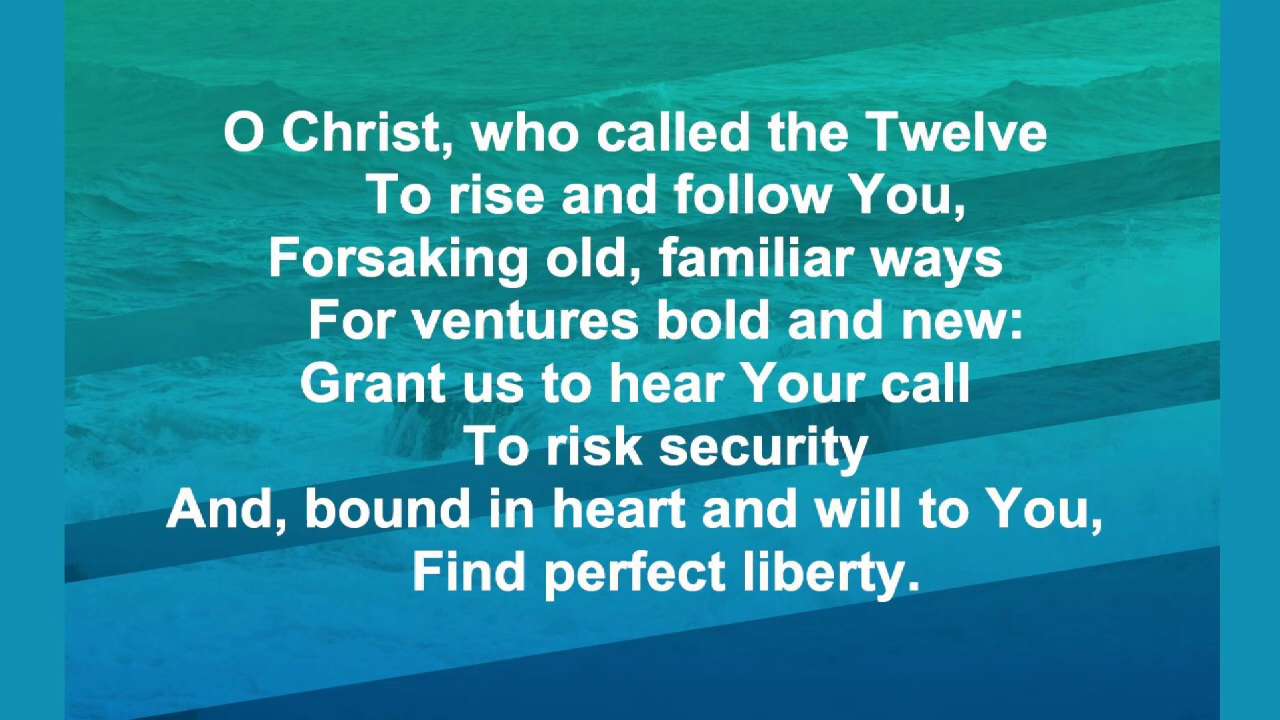 O Christ, who called the Twelve
To rise and follow You,
Forsaking old, familiar ways
For ventures bold and new:
Grant us to hear Your call
To risk security
And, bound in heart and will to You,
Find perfect liberty.